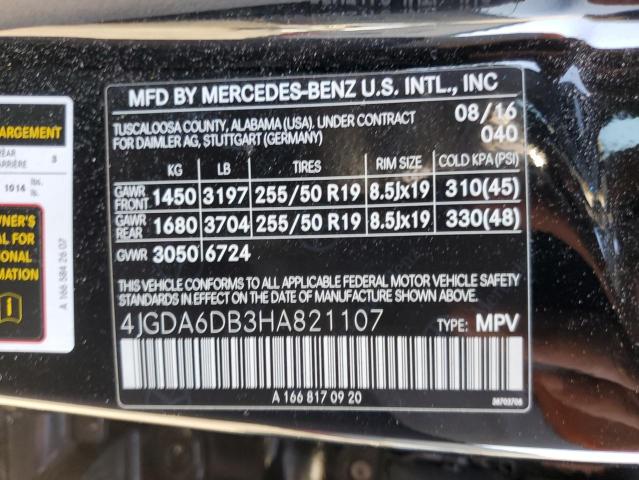 MFD BY MERCEDES-BENZ U.S. INTL., INC
TUSCALOOSA COUNTY, ALABAMA (USA). UNDER CONTRACT
FOR DAIMLER AG, STUTTGART (GERMANY)
08/16
040
KG LB TIRES RIM SIZE COLD KPA(PSI)
GAWR FRONT 1450 3197 255/50 R19 8.5Jx19 310(45)
GAWR REAR 1680 3704 255/50 R19 8.5Jx19 330(48)
GVWR 3050 6724
THIS VEHICLE CONFORMS TO ALL APPLICABLE FEDERAL MOTOR VEHICLE SAFETY
STANDARDS IN EFFECT ON THE DATE OF MANUFACTURE SHOWN ABOVE.
4JGDA6DB3HA821107 TYPE: MPV
A 166 817 09 20
ARGEMENT
3
1014 lbs.
WNER'S
AL FOR
TIONAL
RMATION
A 166 584 26 07